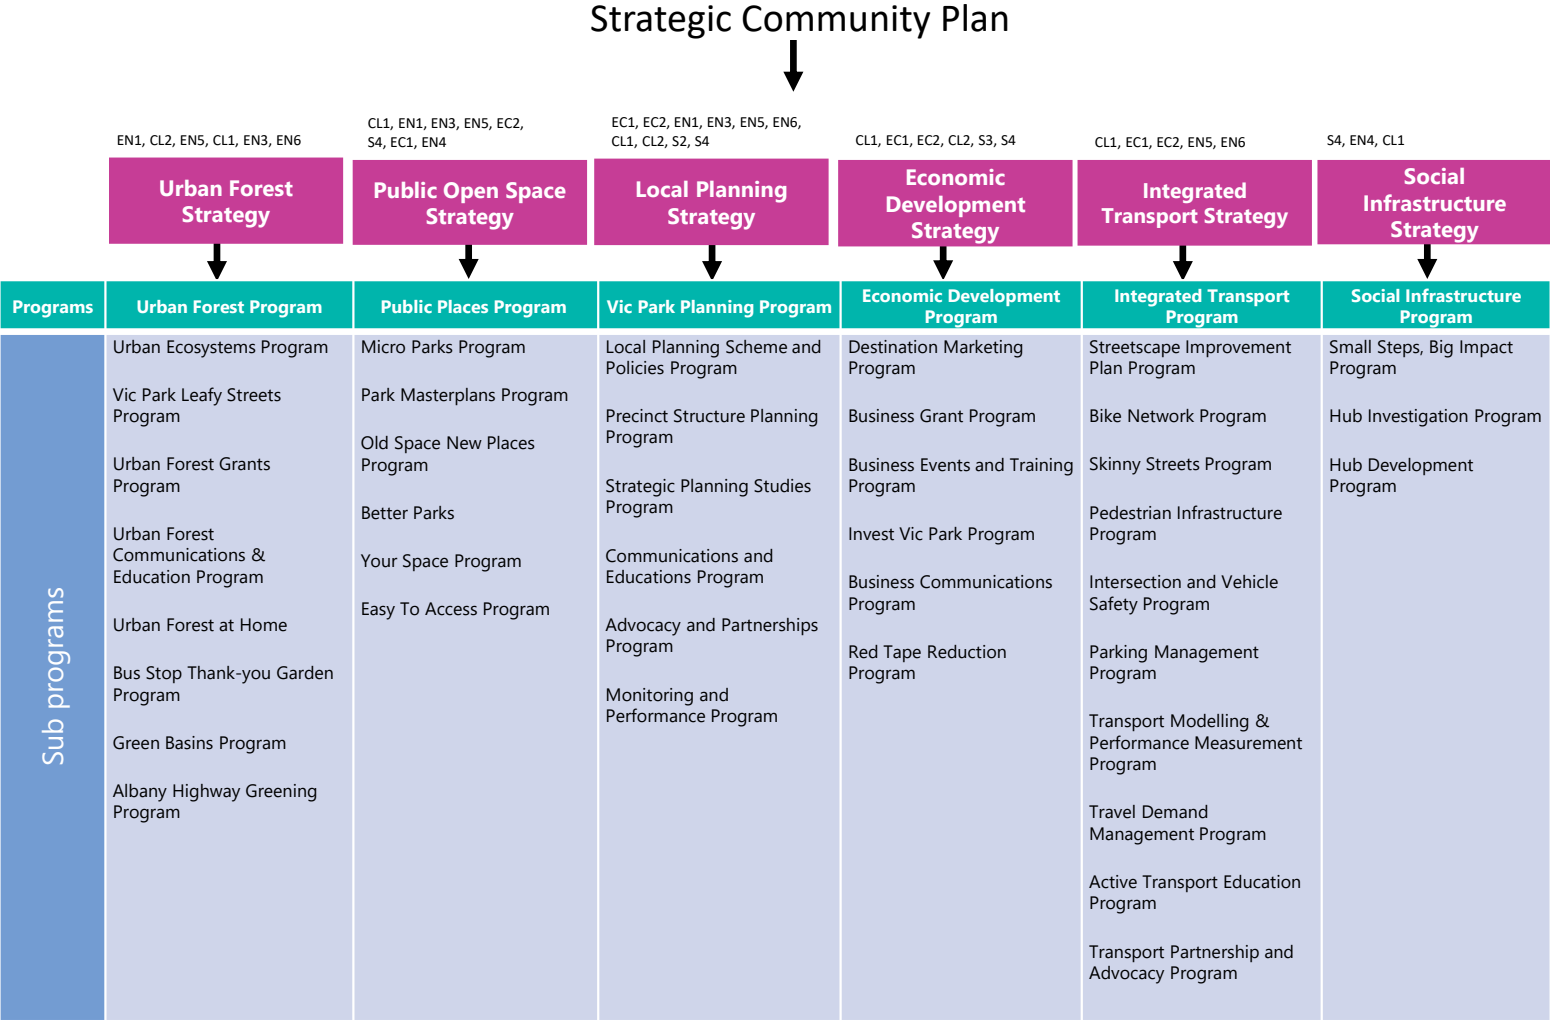 Strategic Community Plan
EN1, CL2, EN5, CL1, EN3, EN6
CL1, EN1, EN3, EN5, EC2,
S4, EC1, EN4
EC1, EC2, EN1, EN3, EN5, EN6,
CL1, CL2, S2, S4
CL1, EC1, EC2, CL2, S3, S4
CL1, EC1, EC2, EN5, EN6
S4, EN4, CL1
Urban Forest
Strategy
Public Open Space
Strategy
Local Planning
Strategy
Economic
Development
Strategy
Integrated
Transport Strategy
Social
Infrastructure
Strategy
Programs
Urban Forest Program
Public Places Program
Vic Park Planning Program
Economic Development
Program
Integrated Transport
Program
Social Infrastructure
Program
Sub programs
Urban Ecosystems Program
Vic Park Leafy Streets
Program
Urban Forest Grants
Program
Urban Forest
Communications &
Education Program
Urban Forest at Home
Bus Stop Thank-you Garden
Program
Green Basins Program
Albany Highway Greening
Program
Micro Parks Program
Park Masterplans Program
Old Space New Places
Program
Better Parks
Your Space Program
Easy To Access Program
Local Planning Scheme and
Policies Program
Precinct Structure Planning
Program
Strategic Planning Studies
Program
Communications and
Educations Program
Advocacy and Partnerships
Program
Monitoring and
Performance Program
Destination Marketing
Program
Business Grant Program
Business Events and Training
Program
Invest Vic Park Program
Business Communications
Program
Red Tape Reduction
Program
Streetscape Improvement
Plan Program
Bike Network Program
Skinny Streets Program
Pedestrian Infrastructure
Program
Intersection and Vehicle
Safety Program
Parking Management
Program
Transport Modelling &
Performance Measurement
Program
Travel Demand
Management Program
Active Transport Education
Program
Transport Partnership and
Advocacy Program
Small Steps, Big Impact
Program
Hub Investigation Program
Hub Development
Program